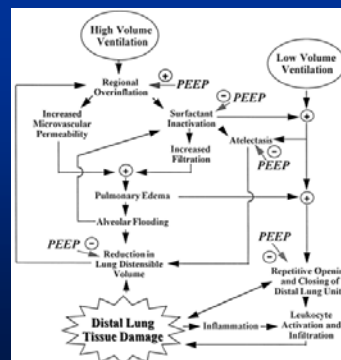 High Volume
Ventilation
Low Volume
Ventilation
+
PEEP
Regional
Overinflation
−
PEEP
Increased
Microvascular
Permeability
Surfactant
Inactivation
+
Atelectasis
−
PEEP
Increased
Filtration
+
Pulmonary Edema
+
Alveolar Flooding
PEEP
−
Reduction in
Lung Distensible
Volume
PEEP
−
Repetitive Opening
and Closing of
Distal Lung Unit
Distal Lung
Tissue Damage
Inflammation
Leukocyte
Activation and
Infiltration